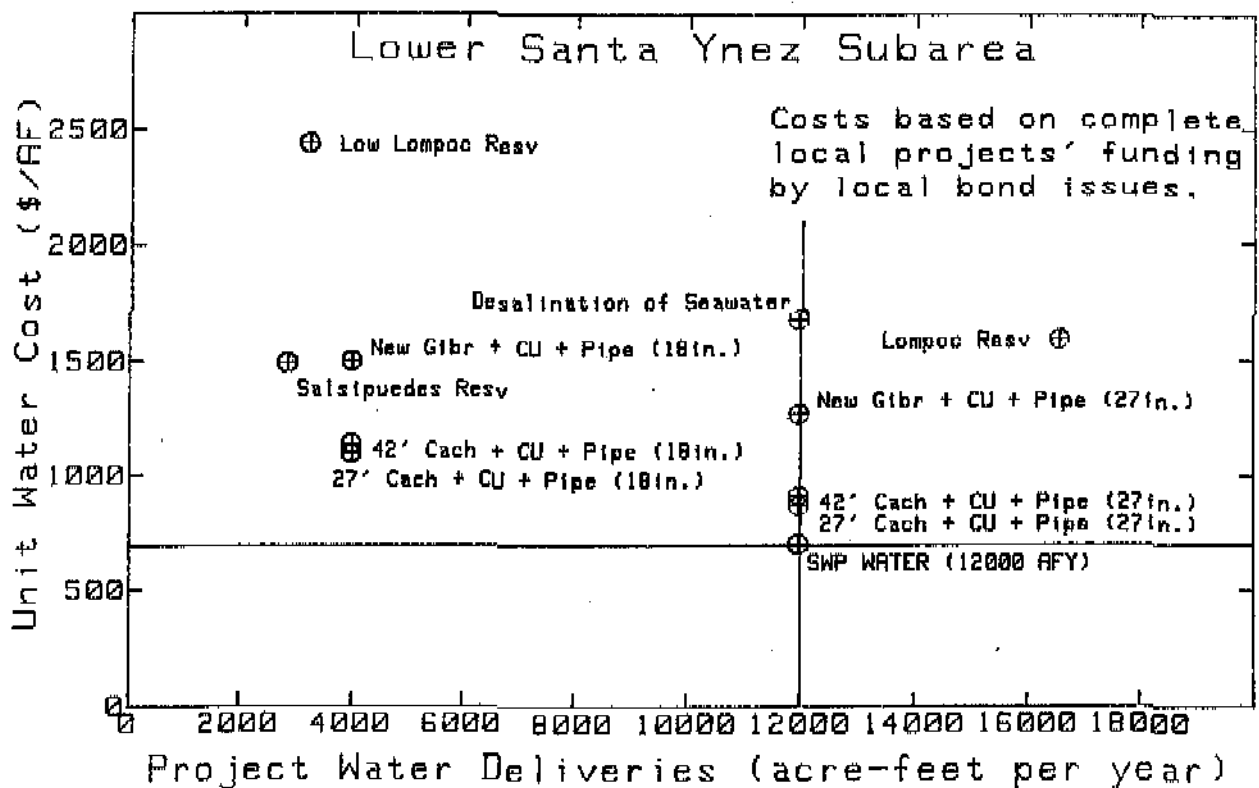 Lower Santa Ynez Subarea
Costs based on complete
local projects' funding
by local bond issues.
Unit Water Cost ($/AF)
2500
2000
1500
1000
500
0
Low Lompoc Resv
Desalination of Seawater
Lompoc Resv
New Gibr + CU + Pipe (18in.)
Salsipuedes Resv
New Gibr + CU + Pipe (27in.)
42' Cach + CU + Pipe (18in.)
27' Cach + CU + Pipe (18in.)
42' Cach + CU + Pipe (27in.)
27' Cach + CU + Pipe (27in.)
SWP WATER (12000 AFY)
0 2000 4000 6000 8000 10000 12000 14000 16000 18000
Project Water Deliveries (acre-feet per year)